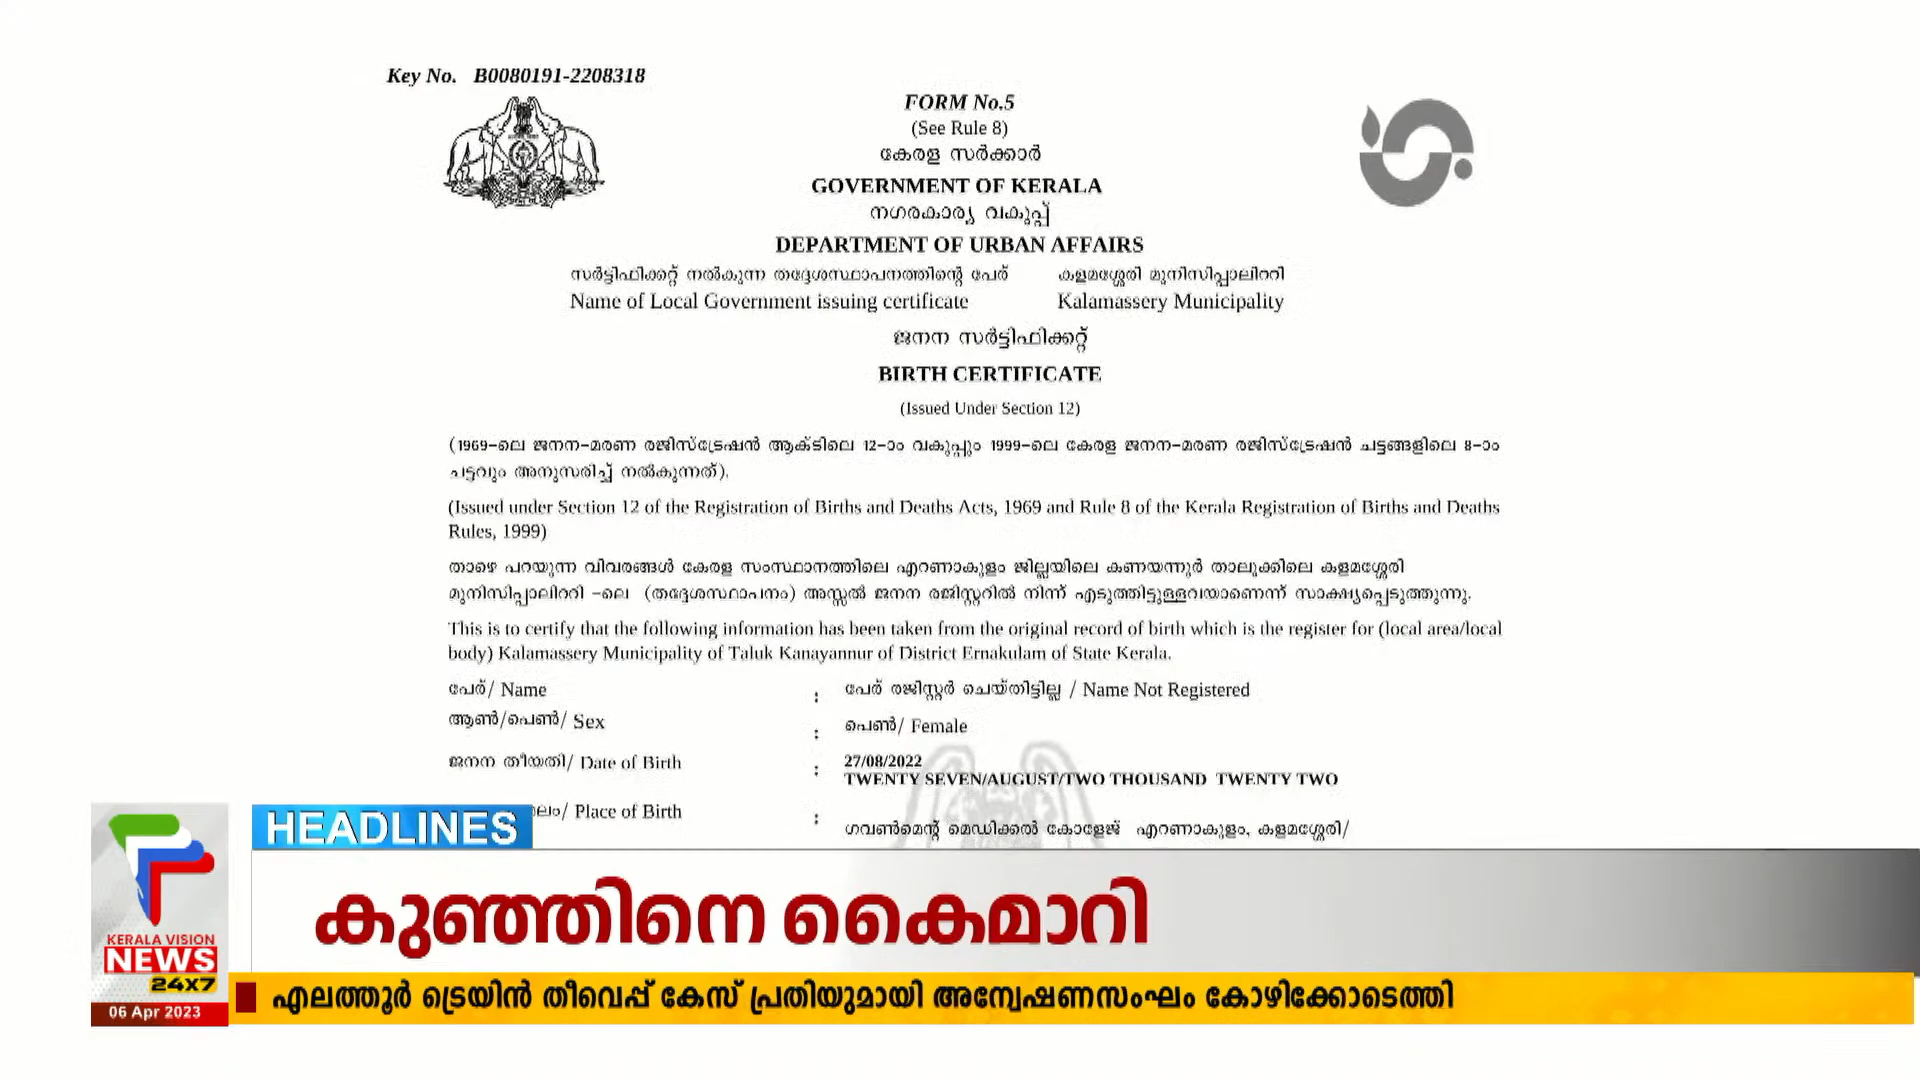 Key No. B0080191-2208318
FORM No.5
(See Rule 8)
കേരള സർക്കാർ
GOVERNMENT OF KERALA
നഗരകാര്യ വകുപ്പ്
DEPARTMENT OF URBAN AFFAIRS
സർട്ടിഫിക്കറ്റ് നൽകുന്ന തദ്ദേശസ്ഥാപനത്തിന്റെ പേര് കളമശ്ശേരി മുനിസിപ്പാലിററി
Name of Local Government issuing certificate Kalamassery Municipality
ജനന സർട്ടിഫിക്കറ്റ്
BIRTH CERTIFICATE
(Issued Under Section 12)
(1969-ലെ ജനന-മരണ രജിസ്ട്രേഷൻ ആക്ടിലെ 12-ാം വകുപ്പും 1999-ലെ കേരള ജനന-മരണ രജിസ്ട്രേഷൻ ചട്ടങ്ങളിലെ 8-ാം
ചട്ടവും അനുസരിച്ച് നൽകുന്നത്).
(Issued under Section 12 of the Registration of Births and Deaths Acts, 1969 and Rule 8 of the Kerala Registration of Births and Deaths
Rules, 1999)
താഴെ പറയുന്ന വിവരങ്ങൾ കേരള സംസ്ഥാനത്തിലെ എറണാകുളം ജില്ലയിലെ കണയന്നൂർ താലൂക്കിലെ കളമശ്ശേരി
മുനിസിപ്പാലിററി -ലെ (തദ്ദേശസ്ഥാപനം) അസ്സൽ ജനന രജിസ്റ്ററിൽ നിന്ന് എടുത്തിട്ടുള്ളവയാണെന്ന് സാക്ഷ്യപ്പെടുത്തുന്നു.
This is to certify that the following information has been taken from the original record of birth which is the register for (local area/local
body) Kalamassery Municipality of Taluk Kanayannur of District Ernakulam of State Kerala.
പേര്/ Name : പേര് രജിസ്റ്റർ ചെയ്തിട്ടില്ല / Name Not Registered
ആൺ/പെൺ/ Sex : പെൺ/ Female
ജനന തീയതി/ Date of Birth : 27/08/2022
TWENTY SEVEN/AUGUST/TWO THOUSAND TWENTY TWO
/ Place of Birth :
ഗവൺമെന്റ് മെഡിക്കൽ കോളേജ് എറണാകുളം, കളമശ്ശേരി/
HEADLINES
കുഞ്ഞിനെ കൈമാറി
KERALA VISION
NEWS
24x7
06 Apr 2023
എലത്തൂർ ട്രെയിൻ തീവെപ്പ് കേസ് പ്രതിയുമായി അന്വേഷണസംഘം കോഴിക്കോടെത്തി